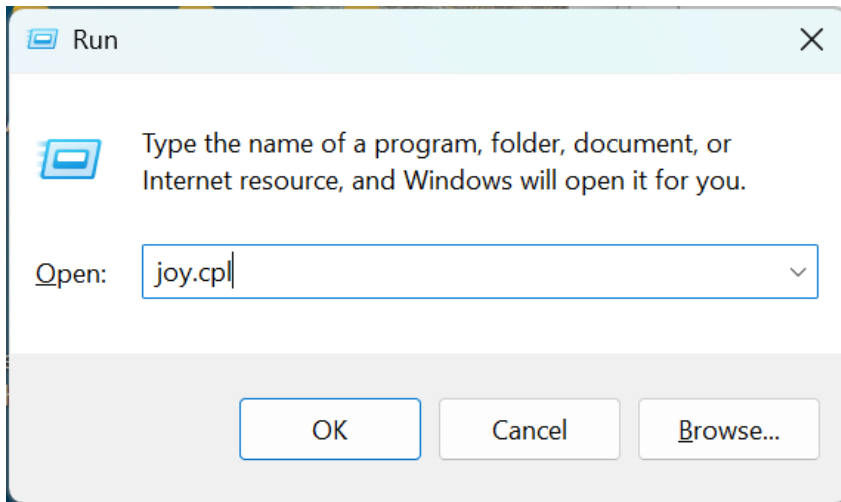 Run
Type the name of a program, folder, document, or
Internet resource, and Windows will open it for you.
Open: joy.cpl
OK Cancel Browse...